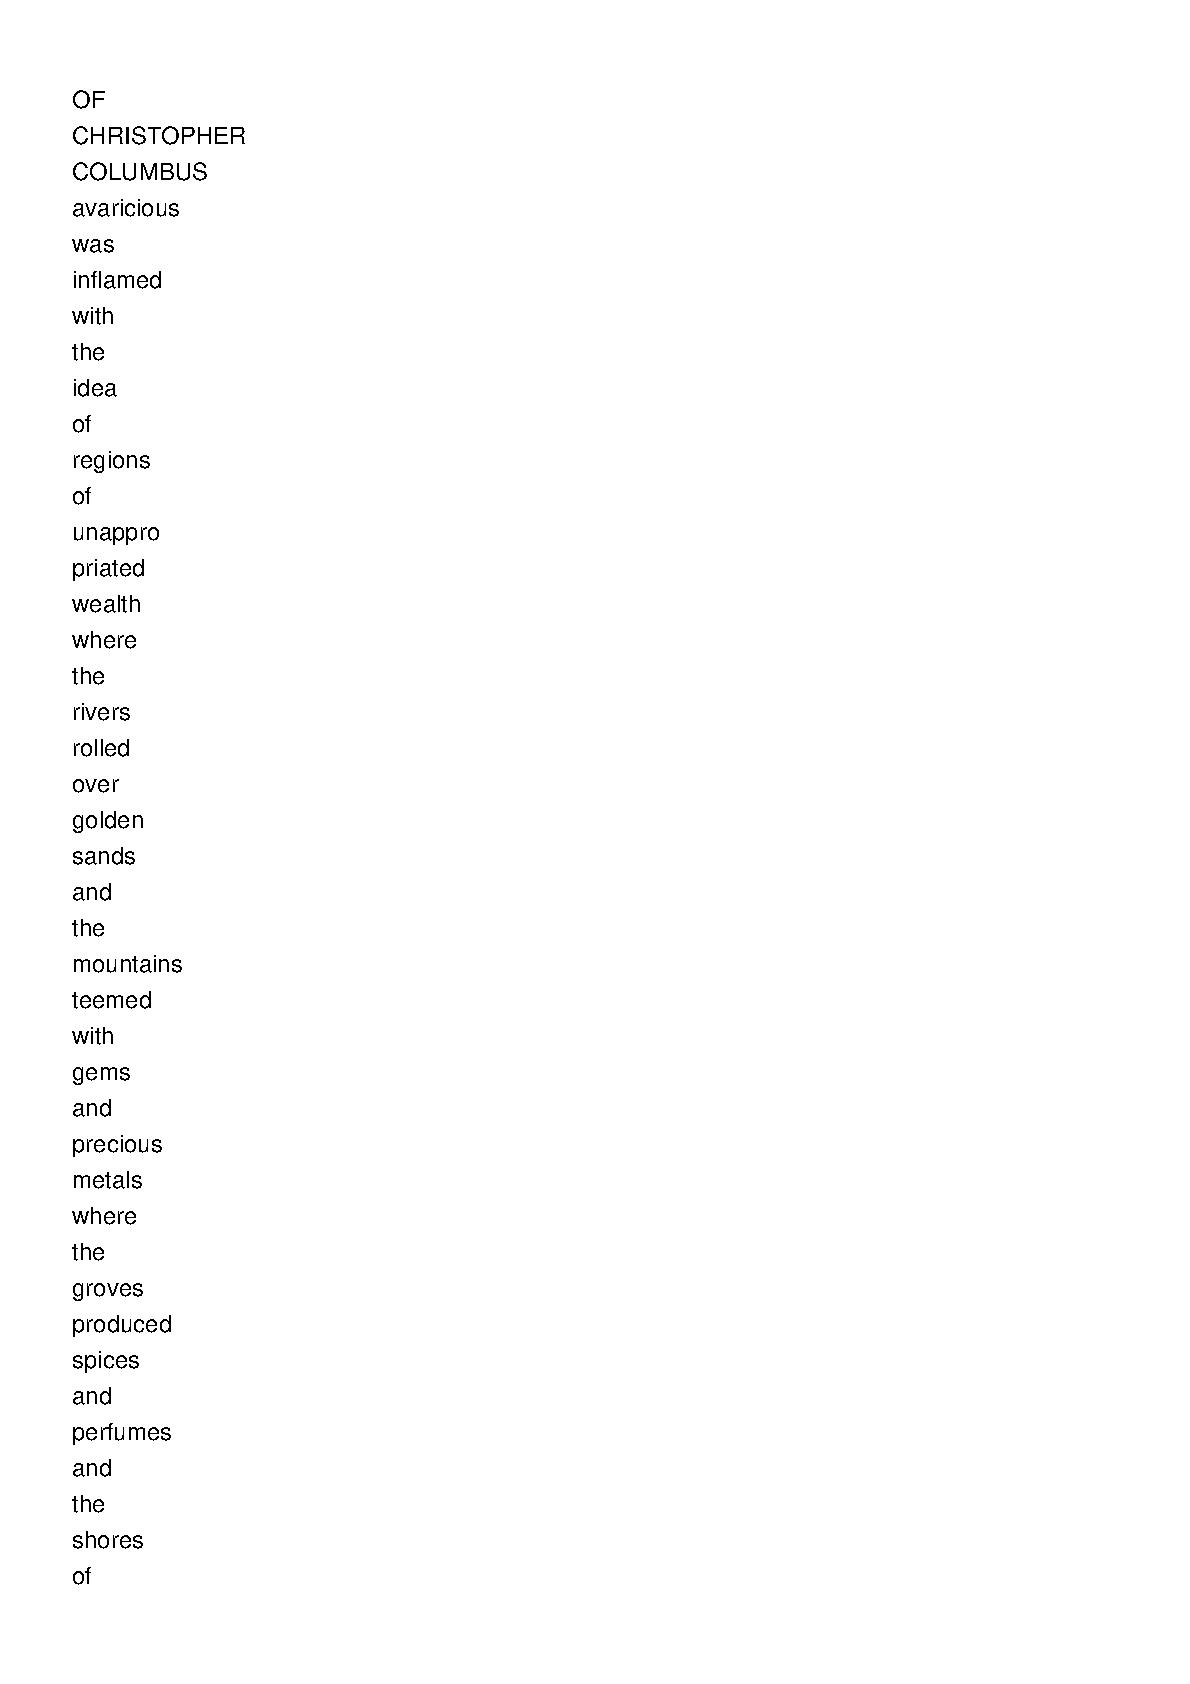 OF
CHRISTOPHER
COLUMBUS
avaricious
was
inflamed
with
the
idea
of
regions
of
unappro
priated
wealth
where
the
rivers
rolled
over
golden
sands
and
the
mountains
teemed
with
gems
and
precious
metals
where
the
groves
produced
spices
and
perfumes
and
the
shores
of